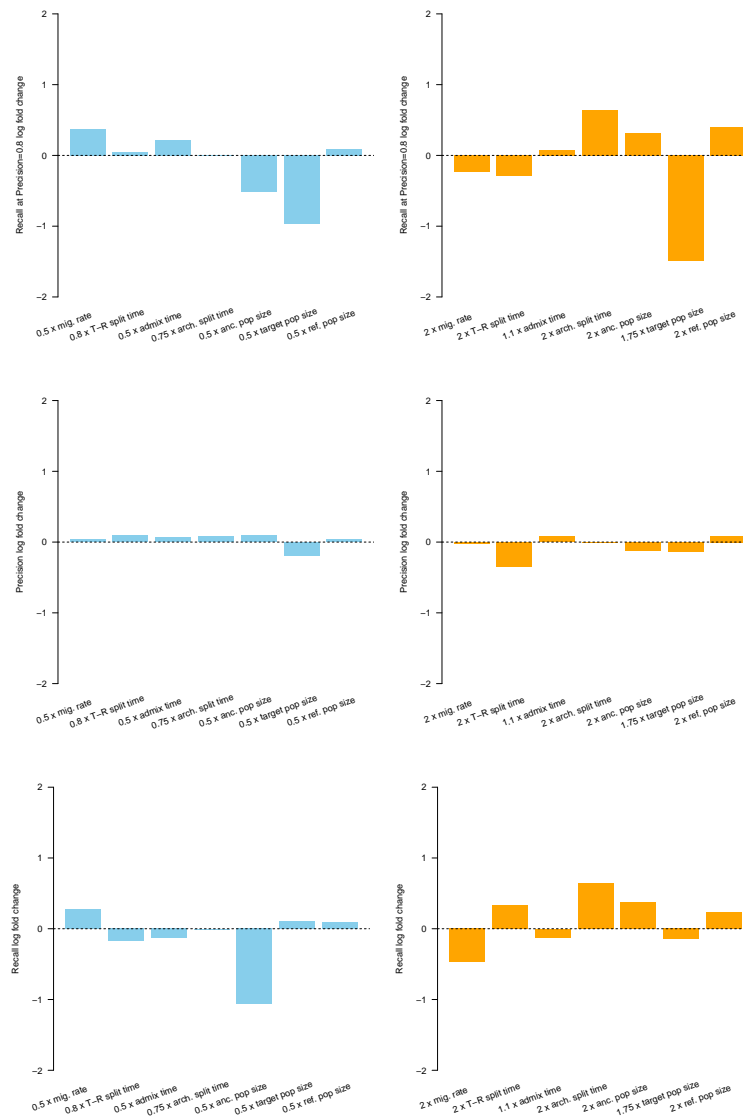 2
1
0
−1
−2
Recall at Precision=0.8 log fold change
0.5 x mig. rate
0.8 x T−R split time
0.5 x admix time
0.75 x arch. split time
0.5 x anc. pop size
0.5 x target pop size
0.5 x ref. pop size
2
1
0
−1
−2
Recall at Precision=0.8 log fold change
2 x mig. rate
2 x T−R split time
1.1 x admix time
2 x arch. split time
2 x anc. pop size
1.75 x target pop size
2 x ref. pop size
2
1
0
−1
−2
Precision log fold change
0.5 x mig. rate
0.8 x T−R split time
0.5 x admix time
0.75 x arch. split time
0.5 x anc. pop size
0.5 x target pop size
0.5 x ref. pop size
2
1
0
−1
−2
Precision log fold change
2 x mig. rate
2 x T−R split time
1.1 x admix time
2 x arch. split time
2 x anc. pop size
1.75 x target pop size
2 x ref. pop size
2
1
0
−1
−2
Recall log fold change
0.5 x mig. rate
0.8 x T−R split time
0.5 x admix time
0.75 x arch. split time
0.5 x anc. pop size
0.5 x target pop size
0.5 x ref. pop size
2
1
0
−1
−2
Recall log fold change
2 x mig. rate
2 x T−R split time
1.1 x admix time
2 x arch. split time
2 x anc. pop size
1.75 x target pop size
2 x ref. pop size